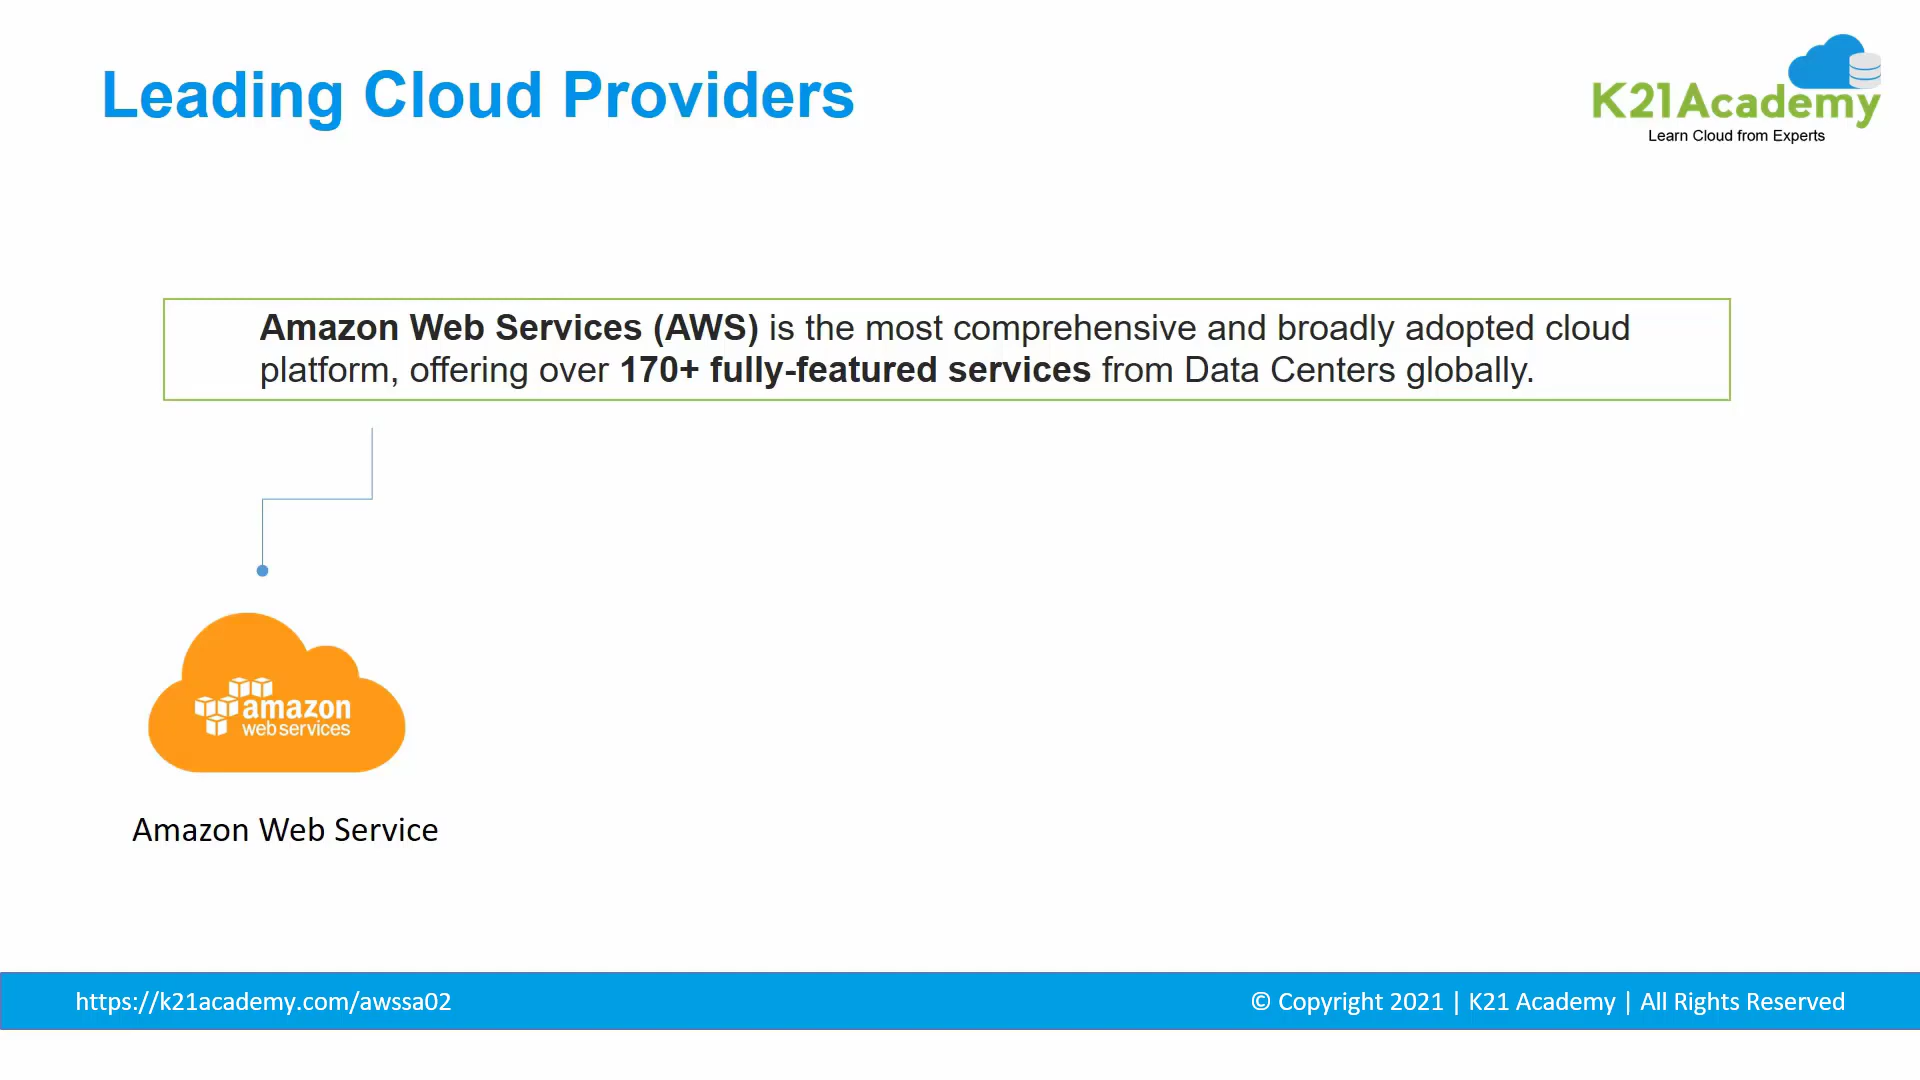 Leading Cloud Providers
K21Academy
Learn Cloud from Experts
Amazon Web Services (AWS) is the most comprehensive and broadly adopted cloud
platform, offering over 170+ fully-featured services from Data Centers globally.
amazon
web services
Amazon Web Service
https://k21academy.com/awssa02
© Copyright 2021 | K21 Academy | All Rights Reserved